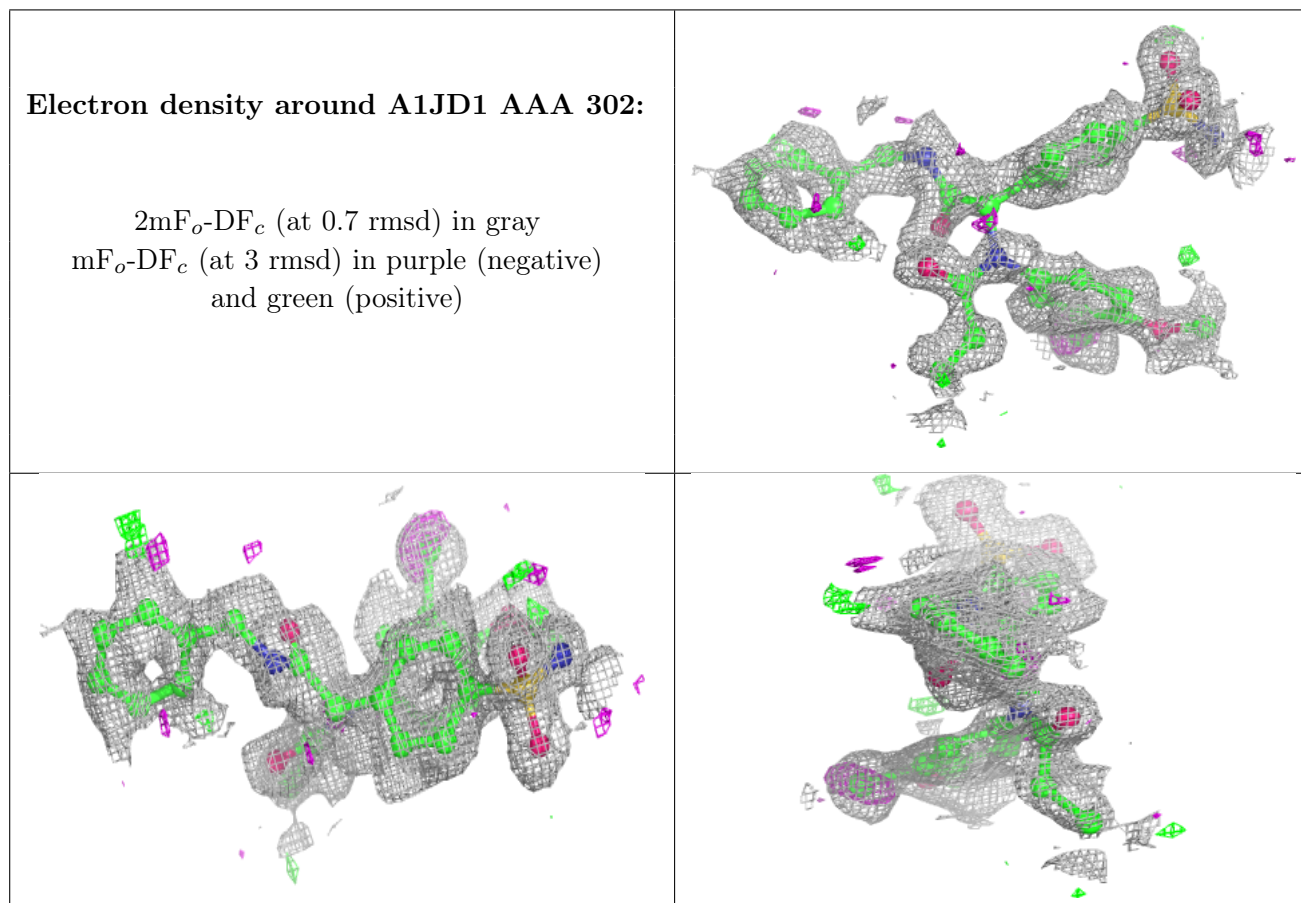 Electron density around A1JD1 AAA 302:
2mFo-DFc (at 0.7 rmsd) in gray
mFo-DFc (at 3 rmsd) in purple (negative)
and green (positive)